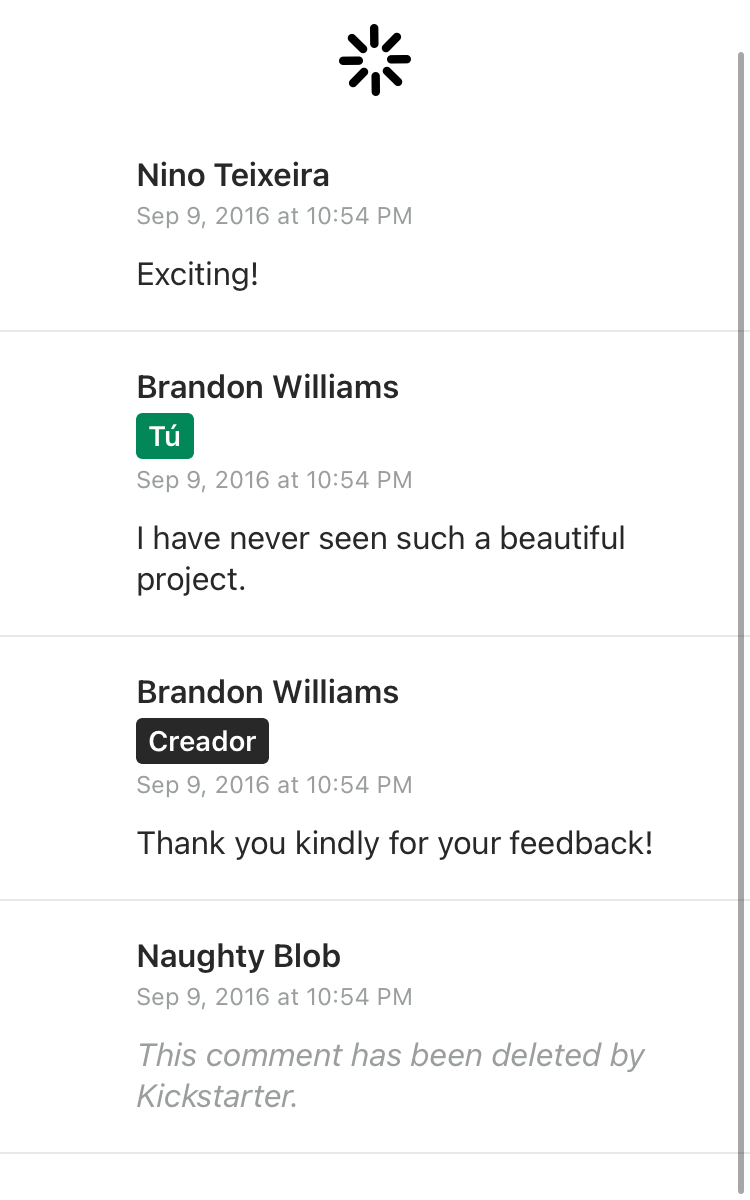 Nino Teixeira
Sep 9, 2016 at 10:54 PM
Exciting!
Brandon Williams
Tú
Sep 9, 2016 at 10:54 PM
I have never seen such a beautiful
project.
Brandon Williams
Creador
Sep 9, 2016 at 10:54 PM
Thank you kindly for your feedback!
Naughty Blob
Sep 9, 2016 at 10:54 PM
This comment has been deleted by
Kickstarter.